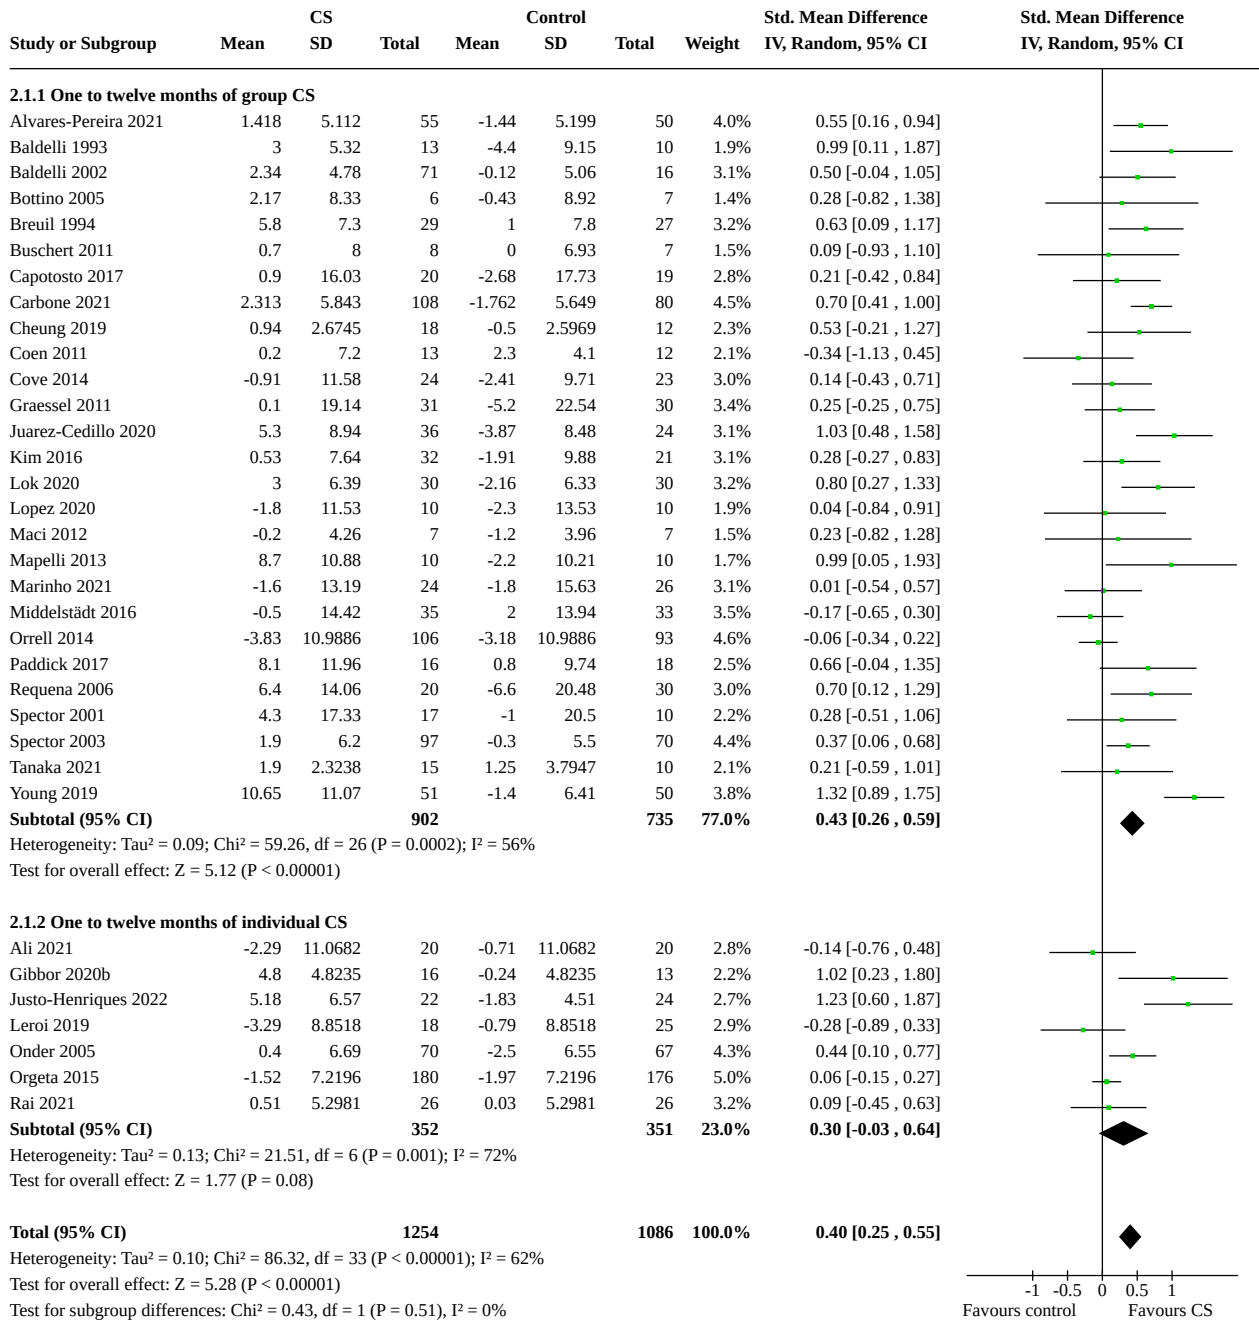 CS Control Std. Mean Difference Std. Mean Difference
Study or Subgroup Mean SD Total Mean SD Total Weight IV, Random, 95% CI IV, Random, 95% CI
2.1.1 One to twelve months of group CS
Alvares-Pereira 2021 1.418 5.112 55 -1.44 5.199 50 4.0% 0.55 [0.16 , 0.94]
Baldelli 1993 3 5.32 13 -4.4 9.15 10 1.9% 0.99 [0.11 , 1.87]
Baldelli 2002 2.34 4.78 71 -0.12 5.06 16 3.1% 0.50 [-0.04 , 1.05]
Bottino 2005 2.17 8.33 6 -0.43 8.92 7 1.4% 0.28 [-0.82 , 1.38]
Breuil 1994 5.8 7.3 29 1 7.8 27 3.2% 0.63 [0.09 , 1.17]
Buschert 2011 0.7 8 8 0 6.93 7 1.5% 0.09 [-0.93 , 1.10]
Capotosto 2017 0.9 16.03 20 -2.68 17.73 19 2.8% 0.21 [-0.42 , 0.84]
Carbone 2021 2.313 5.843 108 -1.762 5.649 80 4.5% 0.70 [0.41 , 1.00]
Cheung 2019 0.94 2.6745 18 -0.5 2.5969 12 2.3% 0.53 [-0.21 , 1.27]
Coen 2011 0.2 7.2 13 2.3 4.1 12 2.1% -0.34 [-1.13 , 0.45]
Cove 2014 -0.91 11.58 24 -2.41 9.71 23 3.0% 0.14 [-0.43 , 0.71]
Graessel 2011 0.1 19.14 31 -5.2 22.54 30 3.4% 0.25 [-0.25 , 0.75]
Juarez-Cedillo 2020 5.3 8.94 36 -3.87 8.48 24 3.1% 1.03 [0.48 , 1.58]
Kim 2016 0.53 7.64 32 -1.91 9.88 21 3.1% 0.28 [-0.27 , 0.83]
Lok 2020 3 6.39 30 -2.16 6.33 30 3.2% 0.80 [0.27 , 1.33]
Lopez 2020 -1.8 11.53 10 -2.3 13.53 10 1.9% 0.04 [-0.84 , 0.91]
Maci 2012 -0.2 4.26 7 -1.2 3.96 7 1.5% 0.23 [-0.82 , 1.28]
Mapelli 2013 8.7 10.88 10 -2.2 10.21 10 1.7% 0.99 [0.05 , 1.93]
Marinho 2021 -1.6 13.19 24 -1.8 15.63 26 3.1% 0.01 [-0.54 , 0.57]
Middelstädt 2016 -0.5 14.42 35 2 13.94 33 3.5% -0.17 [-0.65 , 0.30]
Orrell 2014 -3.83 10.9886 106 -3.18 10.9886 93 4.6% -0.06 [-0.34 , 0.22]
Paddick 2017 8.1 11.96 16 0.8 9.74 18 2.5% 0.66 [-0.04 , 1.35]
Requena 2006 6.4 14.06 20 -6.6 20.48 30 3.0% 0.70 [0.12 , 1.29]
Spector 2001 4.3 17.33 17 -1 20.5 10 2.2% 0.28 [-0.51 , 1.06]
Spector 2003 1.9 6.2 97 -0.3 5.5 70 4.4% 0.37 [0.06 , 0.68]
Tanaka 2021 1.9 2.3238 15 1.25 3.7947 10 2.1% 0.21 [-0.59 , 1.01]
Young 2019 10.65 11.07 51 -1.4 6.41 50 3.8% 1.32 [0.89 , 1.75]
Subtotal (95% CI) 902 735 77.0% 0.43 [0.26 , 0.59]
Heterogeneity: Tau² = 0.09; Chi² = 59.26, df = 26 (P = 0.0002); I² = 56%
Test for overall effect: Z = 5.12 (P < 0.00001)
2.1.2 One to twelve months of individual CS
Ali 2021 -2.29 11.0682 20 -0.71 11.0682 20 2.8% -0.14 [-0.76 , 0.48]
Gibbor 2020b 4.8 4.8235 16 -0.24 4.8235 13 2.2% 1.02 [0.23 , 1.80]
Justo-Henriques 2022 5.18 6.57 22 -1.83 4.51 24 2.7% 1.23 [0.60 , 1.87]
Leroi 2019 -3.29 8.8518 18 -0.79 8.8518 25 2.9% -0.28 [-0.89 , 0.33]
Onder 2005 0.4 6.69 70 -2.5 6.55 67 4.3% 0.44 [0.10 , 0.77]
Orgeta 2015 -1.52 7.2196 180 -1.97 7.2196 176 5.0% 0.06 [-0.15 , 0.27]
Rai 2021 0.51 5.2981 26 0.03 5.2981 26 3.2% 0.09 [-0.45 , 0.63]
Subtotal (95% CI) 352 351 23.0% 0.30 [-0.03 , 0.64]
Heterogeneity: Tau² = 0.13; Chi² = 21.51, df = 6 (P = 0.001); I² = 72%
Test for overall effect: Z = 1.77 (P = 0.08)
Total (95% CI) 1254 1086 100.0% 0.40 [0.25 , 0.55]
Heterogeneity: Tau² = 0.10; Chi² = 86.32, df = 33 (P < 0.00001); I² = 62%
Test for overall effect: Z = 5.28 (P < 0.00001)
-1 -0.5 0 0.5 1
Test for subgroup differences: Chi² = 0.43, df = 1 (P = 0.51), I² = 0% Favours control Favours CS